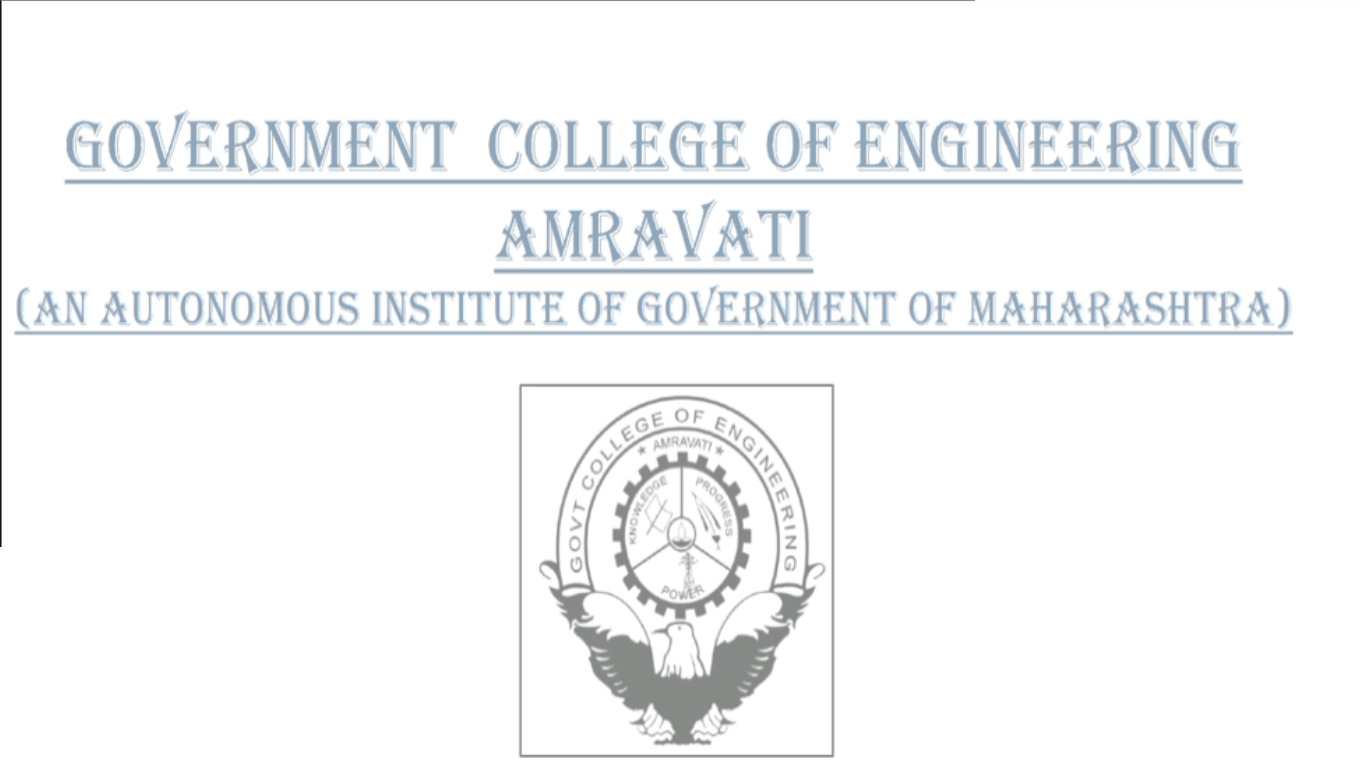 GOVERNMENT COLLEGE OF ENGINEERING
AMRAVATI
(AN AUTONOMOUS INSTITUTE OF GOVERNMENT OF MAHARASHTRA)
GOVT COLLEGE OF ENGINEERING
★ AMRAVATI ★
KNOWLEDGE
PROGRESS
POWER